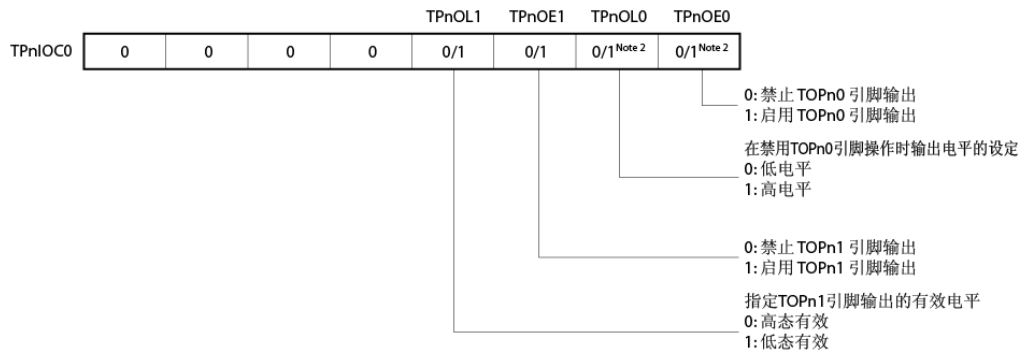 TPnOL1 TPnOE1 TPnOL0 TPnOE0
TPnIOC0 0 0 0 0 0/1 0/1 0/1 Note 2 0/1 Note 2
0: 禁止 TOPn0 引脚输出
1: 启用 TOPn0 引脚输出
在禁用TOPn0引脚操作时输出电平的设定
0: 低电平
1: 高电平
0: 禁止 TOPn1 引脚输出
1: 启用 TOPn1 引脚输出
指定TOPn1引脚输出的有效电平
0: 高态有效
1: 低态有效